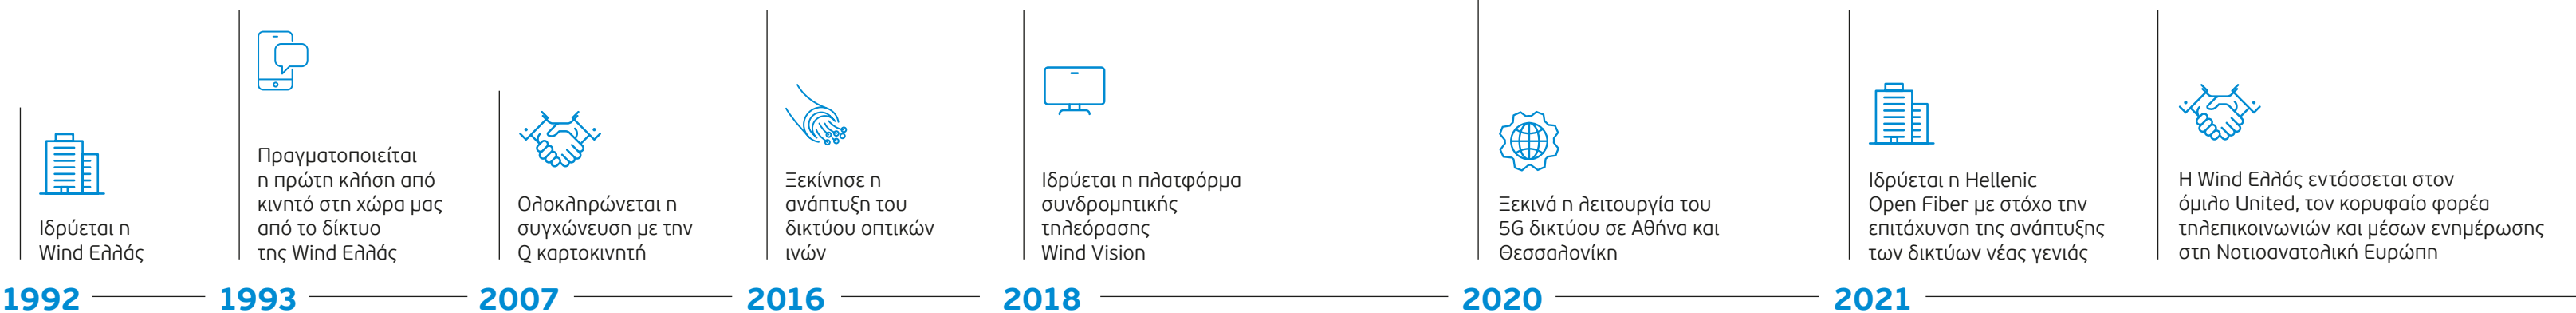 Ιδρύεται η
Wind Ελλάς
1992
Πραγματοποιείται
η πρώτη κλήση από
κινητό στη χώρα μας
από το δίκτυο
της Wind Ελλάς
1993
Ολοκληρώνεται η
συγχώνευση με την
Q καρτοκινητή
2007
Ξεκίνησε η
ανάπτυξη του
δικτύου οπτικών
ινών
2016
Ιδρύεται η πλατφόρμα
συνδρομητικής
τηλεόρασης
Wind Vision
2018
Ξεκινά η λειτουργία του
5G δικτύου σε Αθήνα και
Θεσσαλονίκη
2020
Ιδρύεται η Hellenic
Open Fiber με στόχο την
επιτάχυνση της ανάπτυξης
των δικτύων νέας γενιάς
2021
Η Wind Ελλάς εντάσσεται στον
όμιλο United, τον κορυφαίο φορέα
τηλεπικοινωνιών και μέσων ενημέρωσης
στη Νοτιοανατολική Ευρώπη